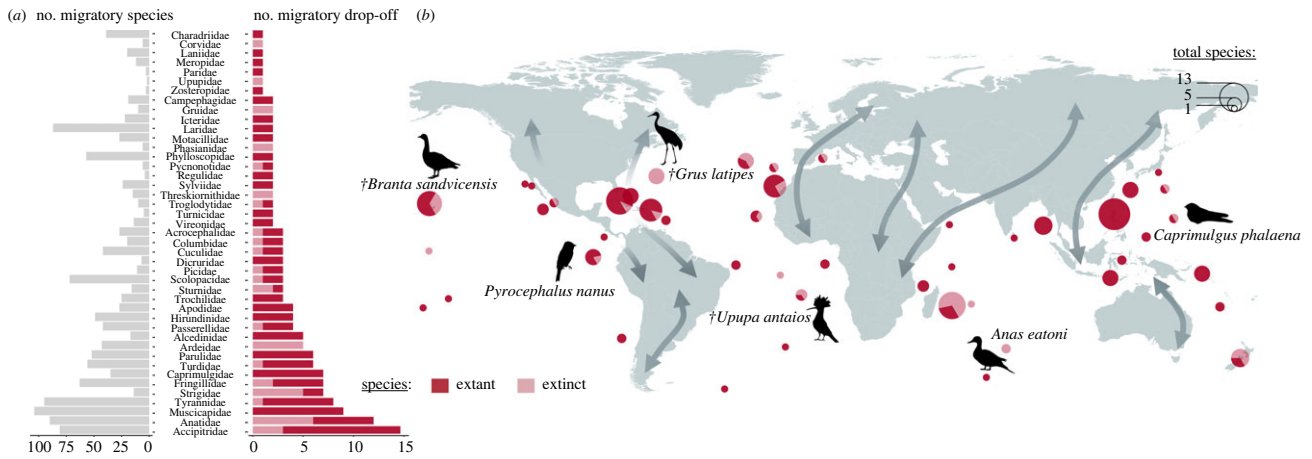 (a) no. migratory species
no. migratory drop-off
Charadriidae
Corvidae
Laniidae
Meropidae
Paridae
Upupidae
Zosteropidae
Campephagidae
Gruidae
Icteridae
Laridae
Motacillidae
Phasianidae
Phylloscopidae
Pycnonotidae
Regulidae
Sylviidae
Threskiornithidae
Troglodytidae
Turnicidae
Vireonidae
Acrocephalidae
Columbidae
Cuculidae
Dicruridae
Picidae
Scolopacidae
Sturnidae
Trochilidae
Apodidae
Hirundinidae
Passerellidae
Alcedinidae
Ardeidae
Parulidae
Turdidae
Caprimulgidae
Fringillidae
Strigidae
Tyrannidae
Muscicapidae
Anatidae
Accipitridae
100 75 50 25 0
0 5 10 15
(b)
total species:
13
5
1
†Branta sandvicensis
†Grus latipes
Caprimulgus phalaena
Pyrocephalus nanus
†Upupa antaios
Anas eatoni
species: extant extinct